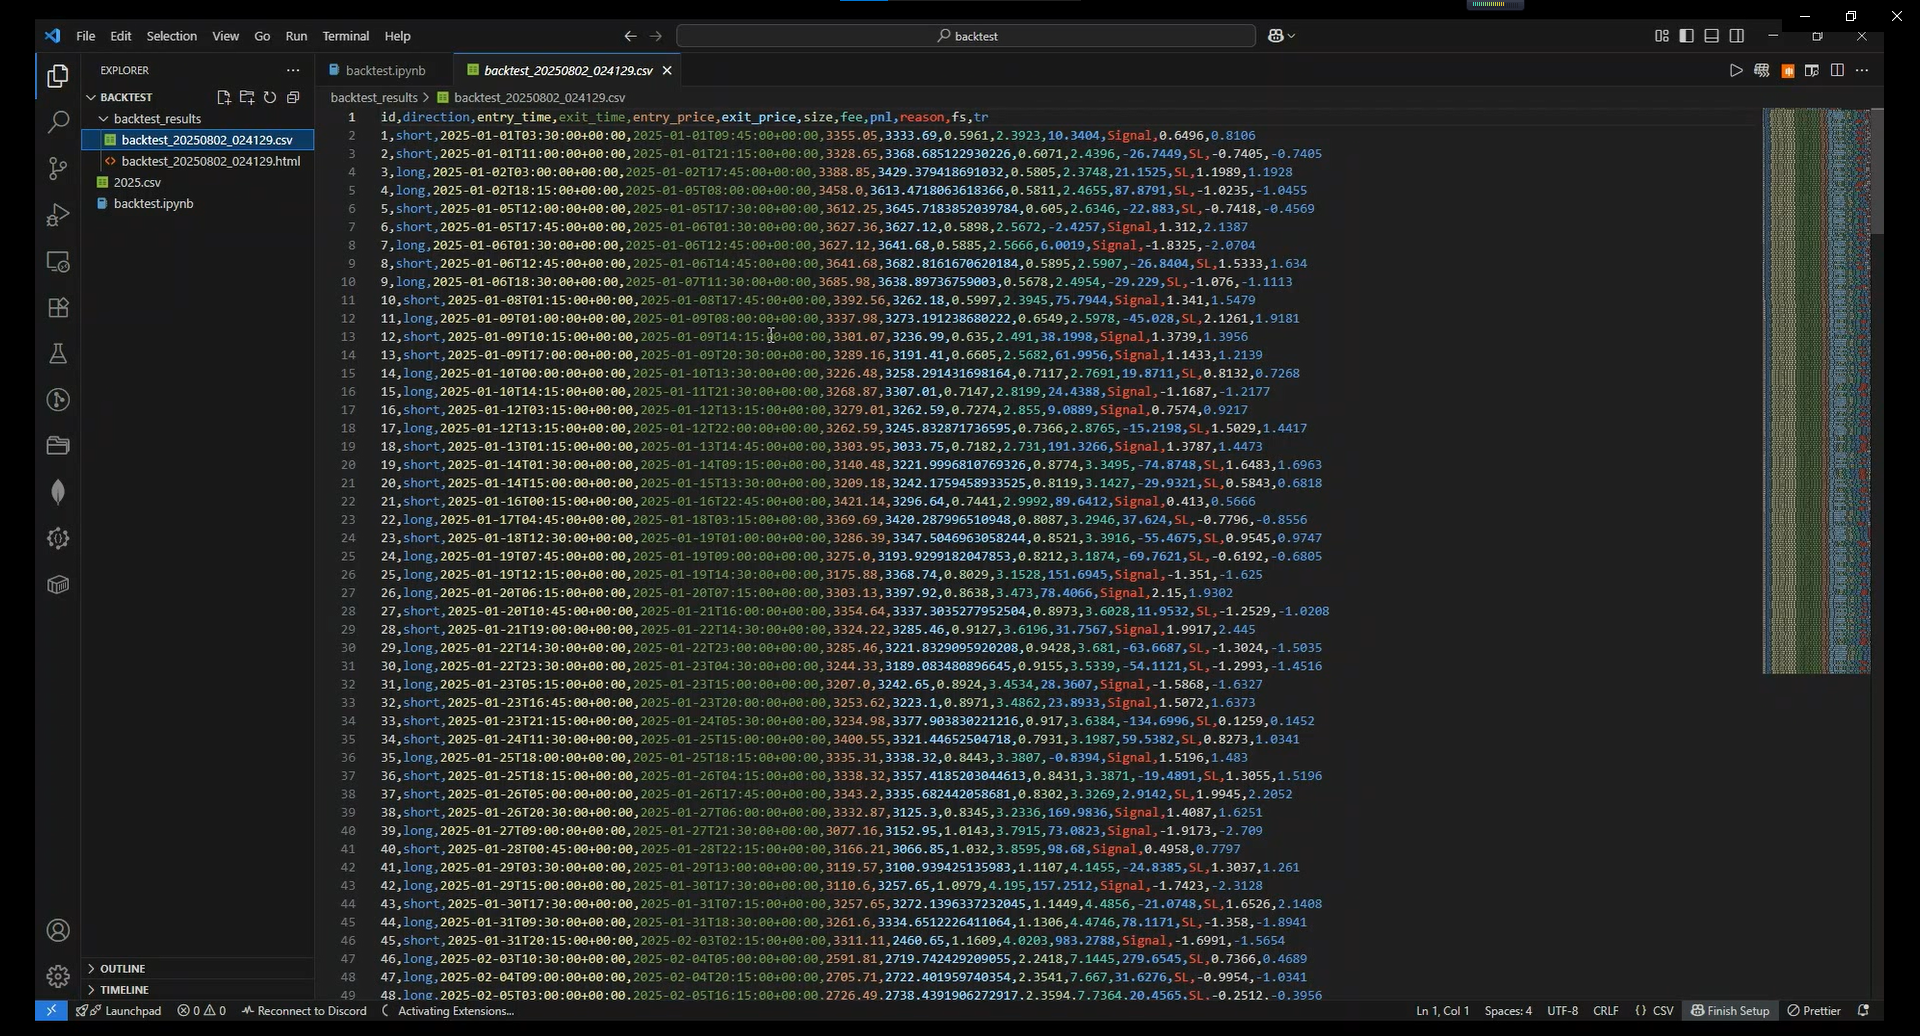 File Edit Selection View Go Run Terminal Help
backtest
EXPLORER
BACKTEST
backtest_results
backtest_20250802_024129.csv
backtest_20250802_024129.html
2025.csv
backtest.ipynb
OUTLINE
TIMELINE
backtest.ipynb
backtest_20250802_024129.csv
backtest_results > backtest_20250802_024129.csv
1 id,direction,entry_time,exit_time,entry_price,exit_price,size,fee,pnl,reason,fs,tr
2 1,short,2025-01-01T03:30:00+00:00,2025-01-01T09:45:00+00:00,3355.05,3333.69,0.5961,2.3923,10.3404,Signal,0.6496,0.8106
3 2,short,2025-01-01T11:00:00+00:00,2025-01-01T21:15:00+00:00,3328.65,3368.685122930226,0.6071,2.4396,-26.7449,SL,-0.7405,-0.7405
4 3,long,2025-01-02T03:00:00+00:00,2025-01-02T17:45:00+00:00,3388.85,3429.379418691032,0.5805,2.3748,21.1525,SL,1.1989,1.1928
5 4,long,2025-01-02T18:15:00+00:00,2025-01-05T08:00:00+00:00,3458.0,3613.4718063618366,0.5811,2.4655,87.8791,SL,-1.0235,-1.0455
6 5,short,2025-01-05T12:00:00+00:00,2025-01-05T17:30:00+00:00,3612.25,3645.7183852039784,0.605,2.6346,-22.883,SL,-0.7418,-0.4569
7 6,short,2025-01-05T17:45:00+00:00,2025-01-06T01:30:00+00:00,3627.36,3627.12,0.5898,2.5672,-2.4257,Signal,1.312,2.1387
8 7,long,2025-01-06T01:30:00+00:00,2025-01-06T12:45:00+00:00,3627.12,3641.68,0.5885,2.5666,6.0019,Signal,-1.8325,-2.0704
9 8,short,2025-01-06T12:45:00+00:00,2025-01-06T14:45:00+00:00,3641.68,3682.8161670620184,0.5895,2.5907,-26.8404,SL,1.5333,1.634
10 9,long,2025-01-06T18:30:00+00:00,2025-01-07T11:30:00+00:00,3685.98,3638.89736759003,0.5678,2.4954,-29.229,SL,-1.076,-1.1113
11 10,short,2025-01-08T01:15:00+00:00,2025-01-08T17:45:00+00:00,3392.56,3262.18,0.5997,2.3945,75.7944,Signal,1.341,1.5479
12 11,long,2025-01-09T01:00:00+00:00,2025-01-09T08:00:00+00:00,3337.98,3273.191238680222,0.6549,2.5978,-45.028,SL,2.1261,1.9181
13 12,short,2025-01-09T10:15:00+00:00,2025-01-09T14:15:00+00:00,3301.07,3236.99,0.635,2.491,38.1998,Signal,1.3739,1.3956
14 13,short,2025-01-09T17:00:00+00:00,2025-01-09T20:30:00+00:00,3289.16,3191.41,0.6605,2.5682,61.9956,Signal,1.1433,1.2139
15 14,long,2025-01-10T00:00:00+00:00,2025-01-10T13:30:00+00:00,3226.48,3258.291431698164,0.7117,2.7691,19.8711,SL,0.8132,0.7268
16 15,long,2025-01-10T14:15:00+00:00,2025-01-11T21:30:00+00:00,3268.87,3307.01,0.7147,2.8199,24.4388,Signal,-1.1687,-1.2177
17 16,short,2025-01-12T03:15:00+00:00,2025-01-12T13:15:00+00:00,3279.01,3262.59,0.7274,2.855,9.0889,Signal,0.7574,0.9217
18 17,long,2025-01-12T13:15:00+00:00,2025-01-12T22:00:00+00:00,3262.59,3245.832871736595,0.7366,2.8765,-15.2198,SL,1.5029,1.4417
19 18,short,2025-01-13T01:15:00+00:00,2025-01-13T14:45:00+00:00,3303.95,3033.75,0.7182,2.731,191.3266,Signal,1.3787,1.4473
20 19,short,2025-01-14T01:30:00+00:00,2025-01-14T09:15:00+00:00,3140.48,3221.9996810769326,0.8774,3.3495,-74.8748,SL,1.6483,1.6963
21 20,short,2025-01-14T15:00:00+00:00,2025-01-15T13:30:00+00:00,3209.18,3242.1759458933525,0.8119,3.1427,-29.9321,SL,0.5843,0.6818
22 21,short,2025-01-16T00:15:00+00:00,2025-01-16T22:45:00+00:00,3421.14,3296.64,0.7441,2.9992,89.6412,Signal,0.413,0.5666
23 22,long,2025-01-17T04:45:00+00:00,2025-01-18T03:15:00+00:00,3369.69,3420.287996510948,0.8087,3.2946,37.624,SL,-0.7796,-0.8556
24 23,short,2025-01-18T12:30:00+00:00,2025-01-19T01:00:00+00:00,3286.39,3347.5046963058244,0.8521,3.3916,-55.4675,SL,0.9545,0.9747
25 24,long,2025-01-19T07:45:00+00:00,2025-01-19T09:00:00+00:00,3275.0,3193.9299182047853,0.8212,3.1874,-69.7621,SL,-0.6192,-0.6805
26 25,long,2025-01-19T12:15:00+00:00,2025-01-19T14:30:00+00:00,3175.88,3368.74,0.8029,3.1528,151.6945,Signal,-1.351,-1.625
27 26,long,2025-01-20T06:15:00+00:00,2025-01-20T07:15:00+00:00,3303.13,3397.92,0.8638,3.473,78.4066,Signal,2.15,1.9302
28 27,short,2025-01-20T10:45:00+00:00,2025-01-21T16:00:00+00:00,3354.64,3337.3035277952504,0.8973,3.6028,11.9532,SL,-1.2529,-1.0208
29 28,short,2025-01-21T19:00:00+00:00,2025-01-22T14:30:00+00:00,3324.22,3285.46,0.9127,3.6196,31.7567,Signal,1.9917,2.445
30 29,long,2025-01-22T14:30:00+00:00,2025-01-22T23:00:00+00:00,3285.46,3221.8329095920208,0.9428,3.681,-63.6687,SL,-1.3024,-1.5035
31 30,long,2025-01-22T23:30:00+00:00,2025-01-23T04:30:00+00:00,3244.33,3189.083480896645,0.9155,3.5339,-54.1121,SL,-1.2993,-1.4516
32 31,long,2025-01-23T05:15:00+00:00,2025-01-23T15:00:00+00:00,3207.0,3242.65,0.8924,3.4534,28.3607,Signal,-1.5868,-1.6327
33 32,short,2025-01-23T16:45:00+00:00,2025-01-23T20:00:00+00:00,3253.62,3223.1,0.8971,3.4862,23.8933,Signal,1.5072,1.6373
34 33,short,2025-01-23T21:15:00+00:00,2025-01-24T05:30:00+00:00,3234.98,3377.903830221216,0.917,3.6384,-134.6996,SL,0.1259,0.1452
35 34,short,2025-01-24T11:30:00+00:00,2025-01-25T15:00:00+00:00,3400.55,3321.44652504718,0.7931,3.1987,59.5382,SL,0.8273,1.0341
36 35,long,2025-01-25T18:00:00+00:00,2025-01-25T18:15:00+00:00,3335.31,3338.32,0.8443,3.3807,-0.8394,Signal,1.5196,1.483
37 36,short,2025-01-25T18:15:00+00:00,2025-01-26T04:15:00+00:00,3338.32,3357.4185203044613,0.8431,3.3871,-19.4891,SL,1.3055,1.5196
38 37,short,2025-01-26T05:00:00+00:00,2025-01-26T17:45:00+00:00,3343.2,3335.682442058681,0.8302,3.3269,2.9142,SL,1.9945,2.2052
39 38,short,2025-01-26T20:30:00+00:00,2025-01-27T06:00:00+00:00,3332.87,3125.3,0.8345,3.2336,169.9836,Signal,1.4087,1.6251
40 39,long,2025-01-27T09:00:00+00:00,2025-01-27T21:30:00+00:00,3077.16,3152.95,1.0143,3.7915,73.0823,Signal,-1.9173,-2.709
41 40,short,2025-01-28T00:45:00+00:00,2025-01-28T22:15:00+00:00,3166.21,3066.85,1.032,3.8595,98.68,Signal,0.4958,0.7797
42 41,long,2025-01-29T03:30:00+00:00,2025-01-29T13:00:00+00:00,3119.57,3100.939425135983,1.1107,4.1455,-24.8385,SL,1.3037,1.261
43 42,long,2025-01-29T15:00:00+00:00,2025-01-30T17:30:00+00:00,3110.6,3257.65,1.0979,4.195,157.2512,Signal,-1.7423,-2.3128
44 43,short,2025-01-30T17:30:00+00:00,2025-01-31T07:15:00+00:00,3257.65,3272.1396337232045,1.1449,4.4856,-21.0748,SL,1.6526,2.1408
45 44,long,2025-01-31T09:30:00+00:00,2025-01-31T18:30:00+00:00,3261.6,3334.6512226411064,1.1306,4.4746,78.1171,SL,-1.358,-1.8941
46 45,short,2025-01-31T20:15:00+00:00,2025-02-03T02:15:00+00:00,3311.11,2460.65,1.1609,4.0203,983.2788,Signal,-1.6991,-1.5654
47 46,long,2025-02-03T10:30:00+00:00,2025-02-04T05:00:00+00:00,2591.81,2719.742429209055,2.2418,7.1445,279.6545,SL,0.7366,0.4689
48 47,long,2025-02-04T09:00:00+00:00,2025-02-04T20:15:00+00:00,2705.71,2722.401959740354,2.3541,7.667,31.6276,SL,-0.9954,-1.0341
49 48,long,2025-02-05T03:00:00+00:00,2025-02-05T16:15:00+00:00,2726.49,2738.4391906272917,2.3594,7.7364,20.4565,SL,-0.2512,-0.3956
Launchpad 0 0 Reconnect to Discord Activating Extensions... Ln 1, Col 1 Spaces: 4 UTF-8 CRLF {} CSV Finish Setup Prettier